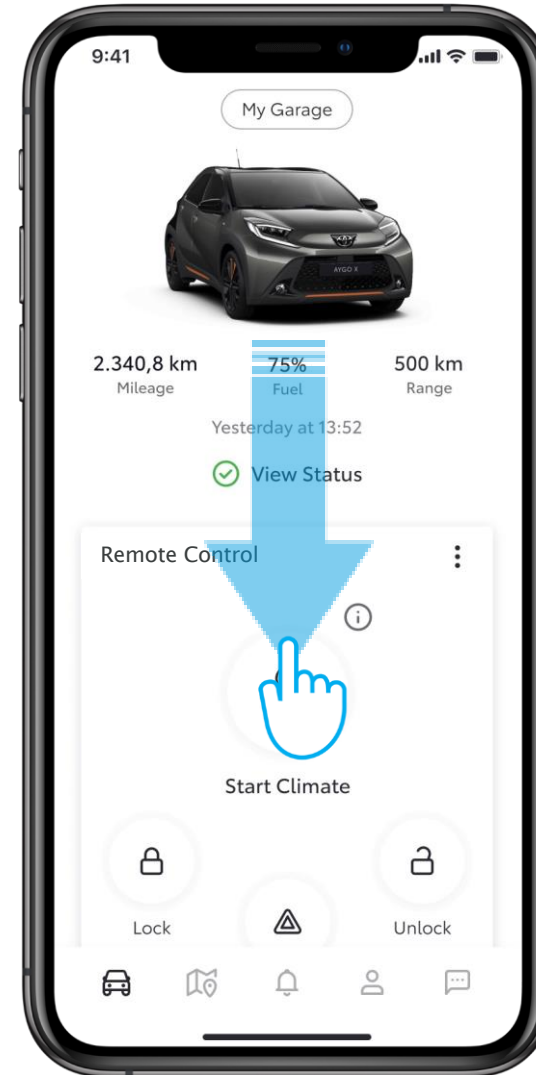 9:41
My Garage
AYGO X
2.340,8 km 75% 500 km
Mileage Fuel Range
Yesterday at 13:52
View Status
Remote Control
Start Climate
Lock Unlock